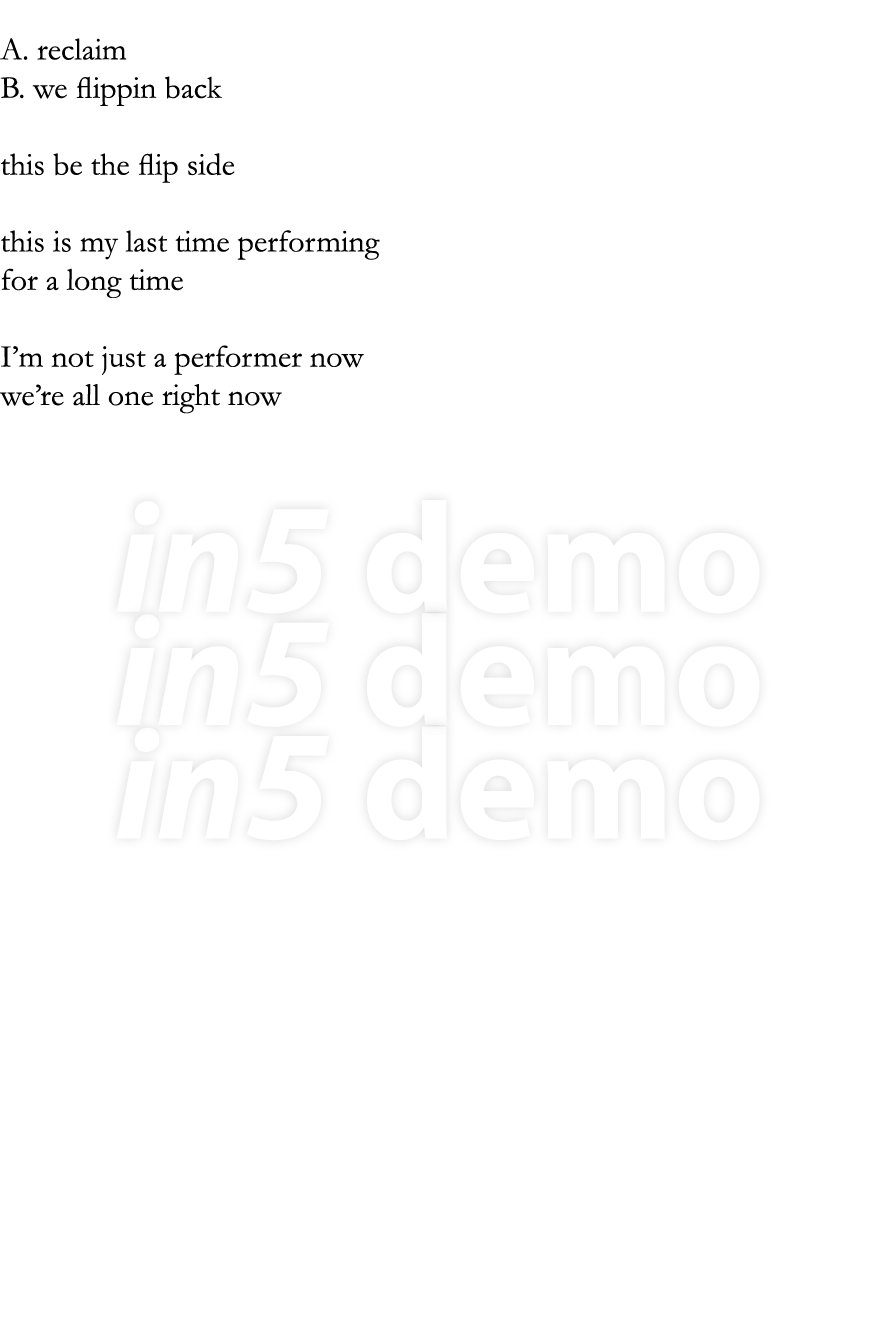 A. reclaim
B. we flippin back
this be the flip side
this is my last time performing
for a long time
I’m not just a performer now
we’re all one right now
in5 demo
in5 demo
in5 demo